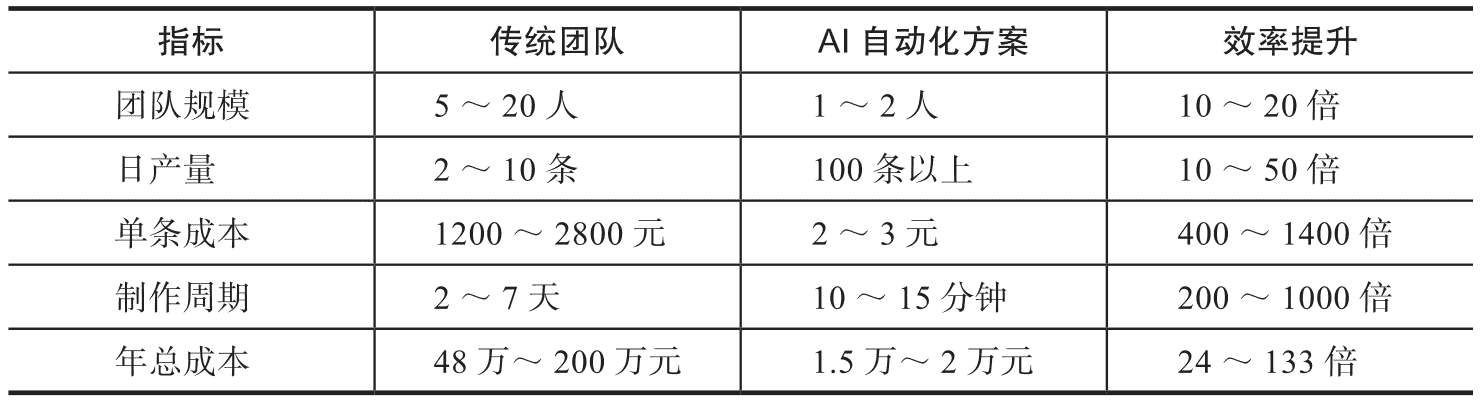 指标 传统团队 AI 自动化方案 效率提升
团队规模 5～20 人 1～2 人 10～20 倍
日产量 2～10 条 100 条以上 10～50 倍
单条成本 1200～2800 元 2～3 元 400～1400 倍
制作周期 2～7 天 10～15 分钟 200～1000 倍
年总成本 48 万～200 万元 1.5 万～2 万元 24～133 倍